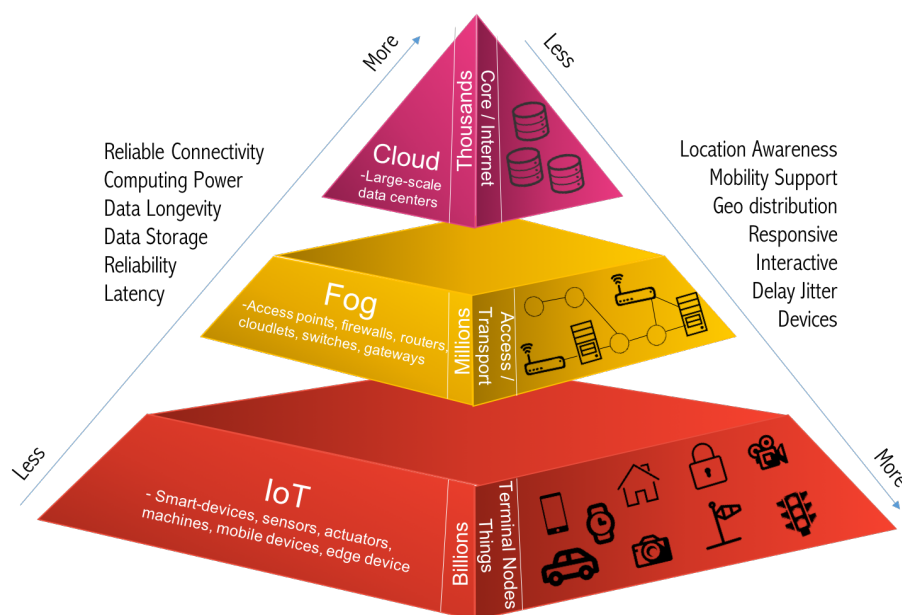 More
Less
Reliable Connectivity
Computing Power
Data Longevity
Data Storage
Reliability
Latency
Cloud
-Large-scale
data centers
Thousands
Core / Internet
Location Awareness
Mobility Support
Geo distribution
Responsive
Interactive
Delay Jitter
Devices
Fog
-Access points, firewalls, routers,
cloudlets, switches, gateways
Millions
Access /
Transport
Less
More
IoT
- Smart-devices, sensors, actuators,
machines, mobile devices, edge device
Billions
Terminal Nodes
Things